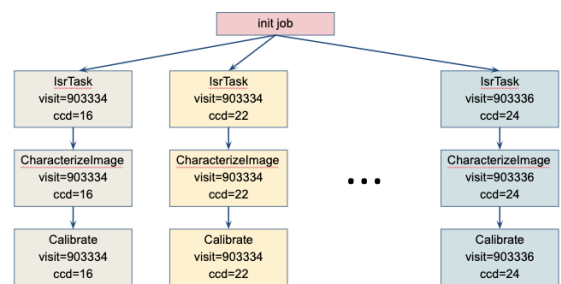 init job
IsrTask
visit=903334
ccd=16
IsrTask
visit=903334
ccd=22
IsrTask
visit=903336
ccd=24
CharacterizeImage
visit=903334
ccd=16
CharacterizeImage
visit=903334
ccd=22
...
CharacterizeImage
visit=903336
ccd=24
Calibrate
visit=903334
ccd=16
Calibrate
visit=903334
ccd=22
Calibrate
visit=903336
ccd=24